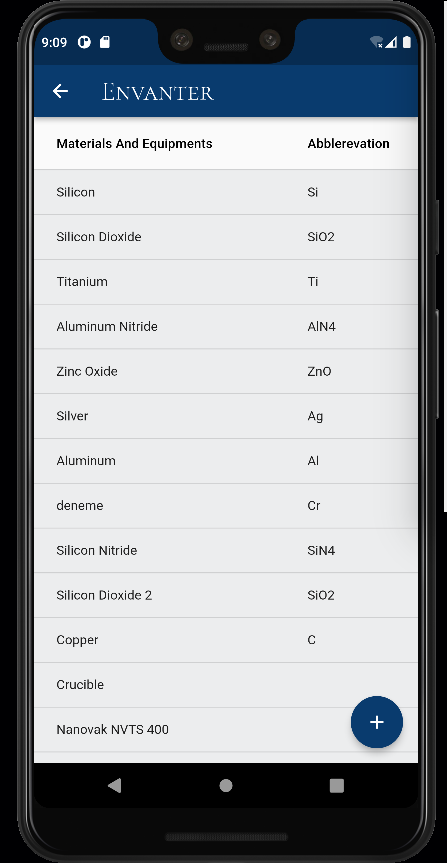 9:09
Envanter
Materials And Equipments Abblerevation
Silicon Si
Silicon Dioxide SiO2
Titanium Ti
Aluminum Nitride AlN4
Zinc Oxide ZnO
Silver Ag
Aluminum Al
deneme Cr
Silicon Nitride SiN4
Silicon Dioxide 2 SiO2
Copper C
Crucible
Nanovak NVTS 400